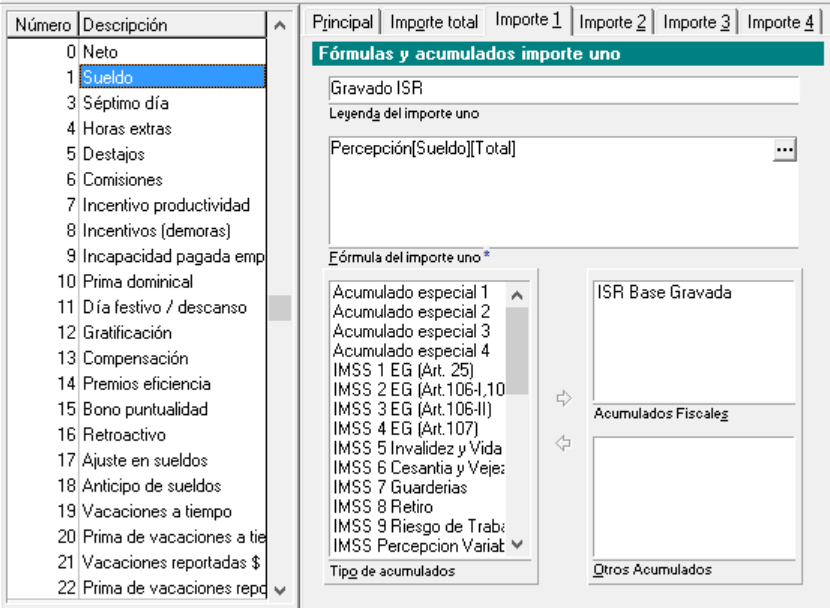 Número Descripción
0 Neto
1 Sueldo
3 Séptimo día
4 Horas extras
5 Destajos
6 Comisiones
7 Incentivo productividad
8 Incentivos (demoras)
9 Incapacidad pagada emp
10 Prima dominical
11 Día festivo / descanso
12 Gratificación
13 Compensación
14 Premios eficiencia
15 Bono puntualidad
16 Retroactivo
17 Ajuste en sueldos
18 Anticipo de sueldos
19 Vacaciones a tiempo
20 Prima de vacaciones a tie
21 Vacaciones reportadas $
22 Prima de vacaciones repo
Principal Importe total Importe 1 Importe 2 Importe 3 Importe 4
Fórmulas y acumulados importe uno
Gravado ISR
Leyenda del importe uno
Percepción[Sueldo][Total]
...
Fórmula del importe uno *
Acumulado especial 1
Acumulado especial 2
Acumulado especial 3
Acumulado especial 4
IMSS 1 EG (Art. 25)
IMSS 2 EG (Art.106-I,10
IMSS 3 EG (Art.106-II)
IMSS 4 EG (Art.107)
IMSS 5 Invalidez y Vida
IMSS 6 Cesantia y Vejez
IMSS 7 Guarderias
IMSS 8 Retiro
IMSS 9 Riesgo de Traba
IMSS Percepcion Variab
Tipo de acumulados
ISR Base Gravada
Acumulados Fiscales
Otros Acumulados